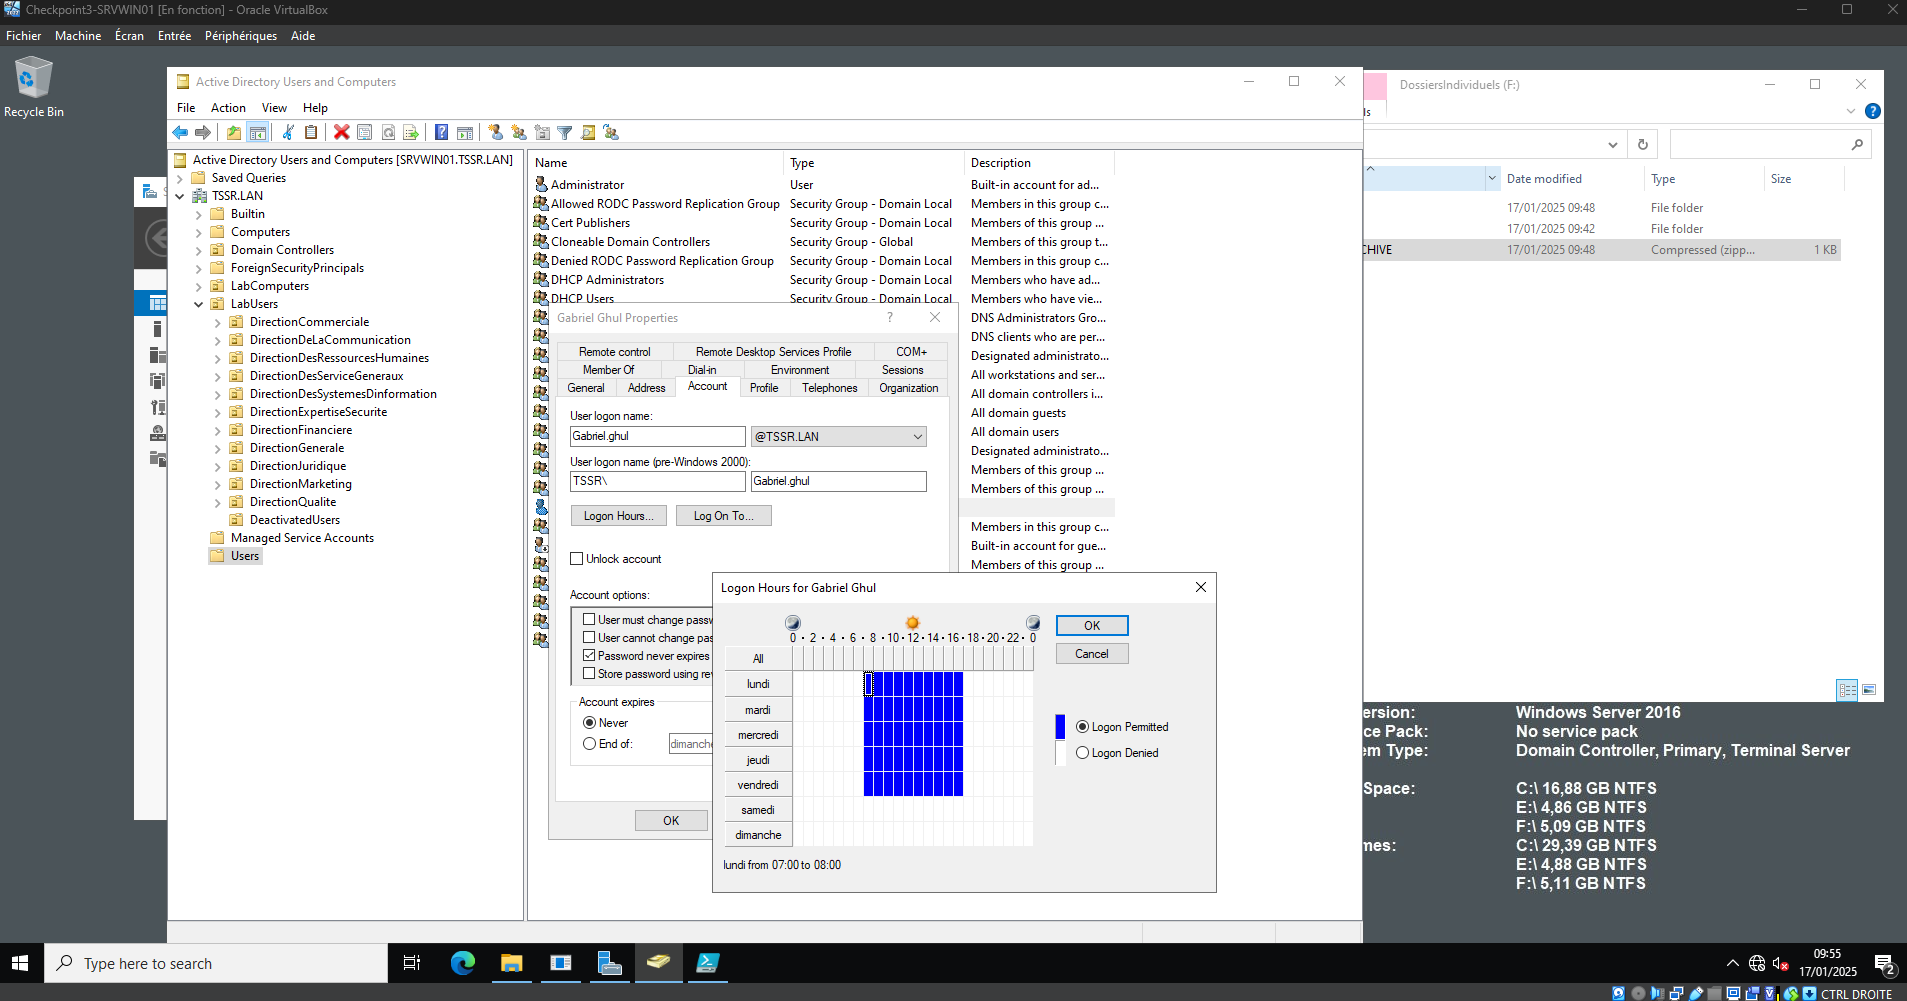 Checkpoint3-SRVWIN01 [En fonction] - Oracle VirtualBox
Fichier Machine Écran Entrée Périphériques Aide
Recycle Bin
Active Directory Users and Computers
File Action View Help
Active Directory Users and Computers [SRVWIN01.TSSR.LAN]
Saved Queries
TSSR.LAN
Builtin
Computers
Domain Controllers
ForeignSecurityPrincipals
LabComputers
LabUsers
DirectionCommerciale
DirectionDeLaCommunication
DirectionDesRessourcesHumaines
DirectionDesServiceGeneraux
DirectionDesSystemesDinformation
DirectionExpertiseSecurite
DirectionFinanciere
DirectionGenerale
DirectionJuridique
DirectionMarketing
DirectionQualite
DeactivatedUsers
Managed Service Accounts
Users
Name Type Description
Administrator User Built-in account for ad...
Allowed RODC Password Replication Group Security Group - Domain Local Members in this group c...
Cert Publishers Security Group - Domain Local Members of this group ...
Cloneable Domain Controllers Security Group - Global Members of this group t...
Denied RODC Password Replication Group Security Group - Domain Local Members in this group c...
DHCP Administrators Security Group - Domain Local Members who have ad...
DHCP Users Security Group - Domain Local Members who have vie...
DNS Administrators Gro...
DNS clients who are per...
Designated administrato...
All workstations and ser...
All domain controllers i...
All domain guests
All domain users
Designated administrato...
Members of this group ...
Members of this group ...
Members in this group c...
Built-in account for gue...
Members of this group ...
Gabriel Ghul Properties
?
Remote control Remote Desktop Services Profile COM+
Member Of Dial-in Environment Sessions
General Address Account Profile Telephones Organization
User logon name:
Gabriel.ghul @TSSR.LAN
User logon name (pre-Windows 2000):
TSSR\ Gabriel.ghul
Logon Hours... Log On To...
Unlock account
Account options:
User must change passw
User cannot change pas
Password never expires
Store password using rev
Account expires
Never
End of: dimanche
OK
Logon Hours for Gabriel Ghul
0 · 2 · 4 · 6 · 8 · 10 · 12 · 14 · 16 · 18 · 20 · 22 · 0
All
lundi
mardi
mercredi
jeudi
vendredi
samedi
dimanche
OK
Cancel
Logon Permitted
Logon Denied
lundi from 07:00 to 08:00
DossiersIndividuels (F:)
ls
Date modified Type Size
17/01/2025 09:48 File folder
17/01/2025 09:42 File folder
CHIVE 17/01/2025 09:48 Compressed (zipp... 1 KB
ersion: Windows Server 2016
ce Pack: No service pack
em Type: Domain Controller, Primary, Terminal Server
Space: C:\ 16,88 GB NTFS
E:\ 4,86 GB NTFS
F:\ 5,09 GB NTFS
mes: C:\ 29,39 GB NTFS
E:\ 4,88 GB NTFS
F:\ 5,11 GB NTFS
Type here to search
09:55
17/01/2025
2
CTRL DROITE